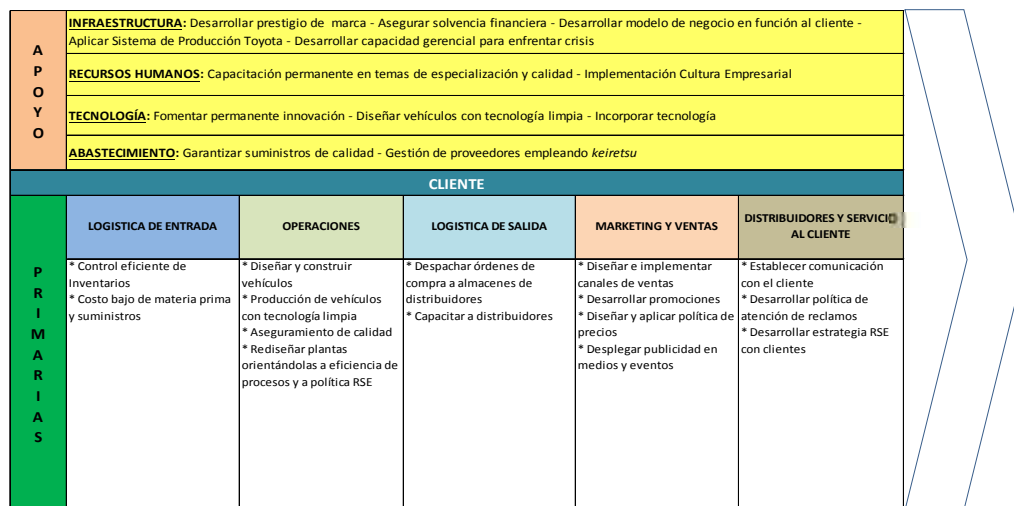 APOYO
INFRAESTRUCTURA: Desarrollar prestigio de marca - Asegurar solvencia financiera - Desarrollar modelo de negocio en función al cliente -
Aplicar Sistema de Producción Toyota - Desarrollar capacidad gerencial para enfrentar crisis
RECURSOS HUMANOS: Capacitación permanente en temas de especialización y calidad - Implementación Cultura Empresarial
TECNOLOGÍA: Fomentar permanente innovación - Diseñar vehículos con tecnología limpia - Incorporar tecnología
ABASTECIMIENTO: Garantizar suministros de calidad - Gestión de proveedores empleando keiretsu
CLIENTE
PRIMARIAS
LOGISTICA DE ENTRADA
* Control eficiente de
Inventarios
* Costo bajo de materia prima
y suministros
OPERACIONES
* Diseñar y construir
vehículos
* Producción de vehículos
con tecnología limpia
* Aseguramiento de calidad
* Rediseñar plantas
orientándolas a eficiencia de
procesos y a política RSE
LOGISTICA DE SALIDA
* Despachar órdenes de
compra a almacenes de
distribuidores
* Capacitar a distribuidores
MARKETING Y VENTAS
* Diseñar e implementar
canales de ventas
* Desarrollar promociones
* Diseñar y aplicar política de
precios
* Desplegar publicidad en
medios y eventos
DISTRIBUIDORES Y SERVICIO
AL CLIENTE
* Establecer comunicación
con el cliente
* Desarrollar política de
atención de reclamos
* Desarrollar estrategia RSE
con clientes